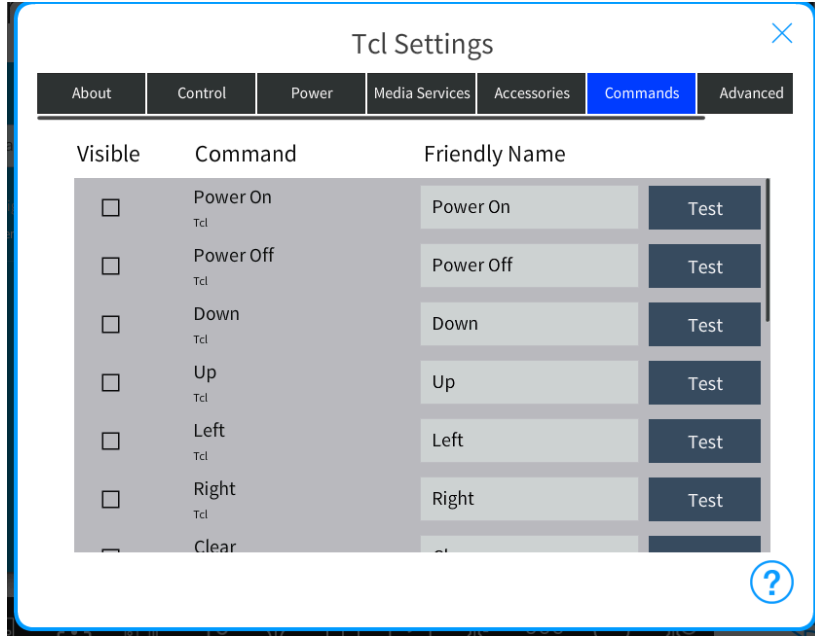 Tcl Settings
About Control Power Media Services Accessories Commands Advanced
Visible Command Friendly Name
Power On Power On Test
Tcl
Power Off Power Off Test
Tcl
Down Down Test
Tcl
Up Up Test
Tcl
Left Left Test
Tcl
Right Right Test
Tcl
Clear
?